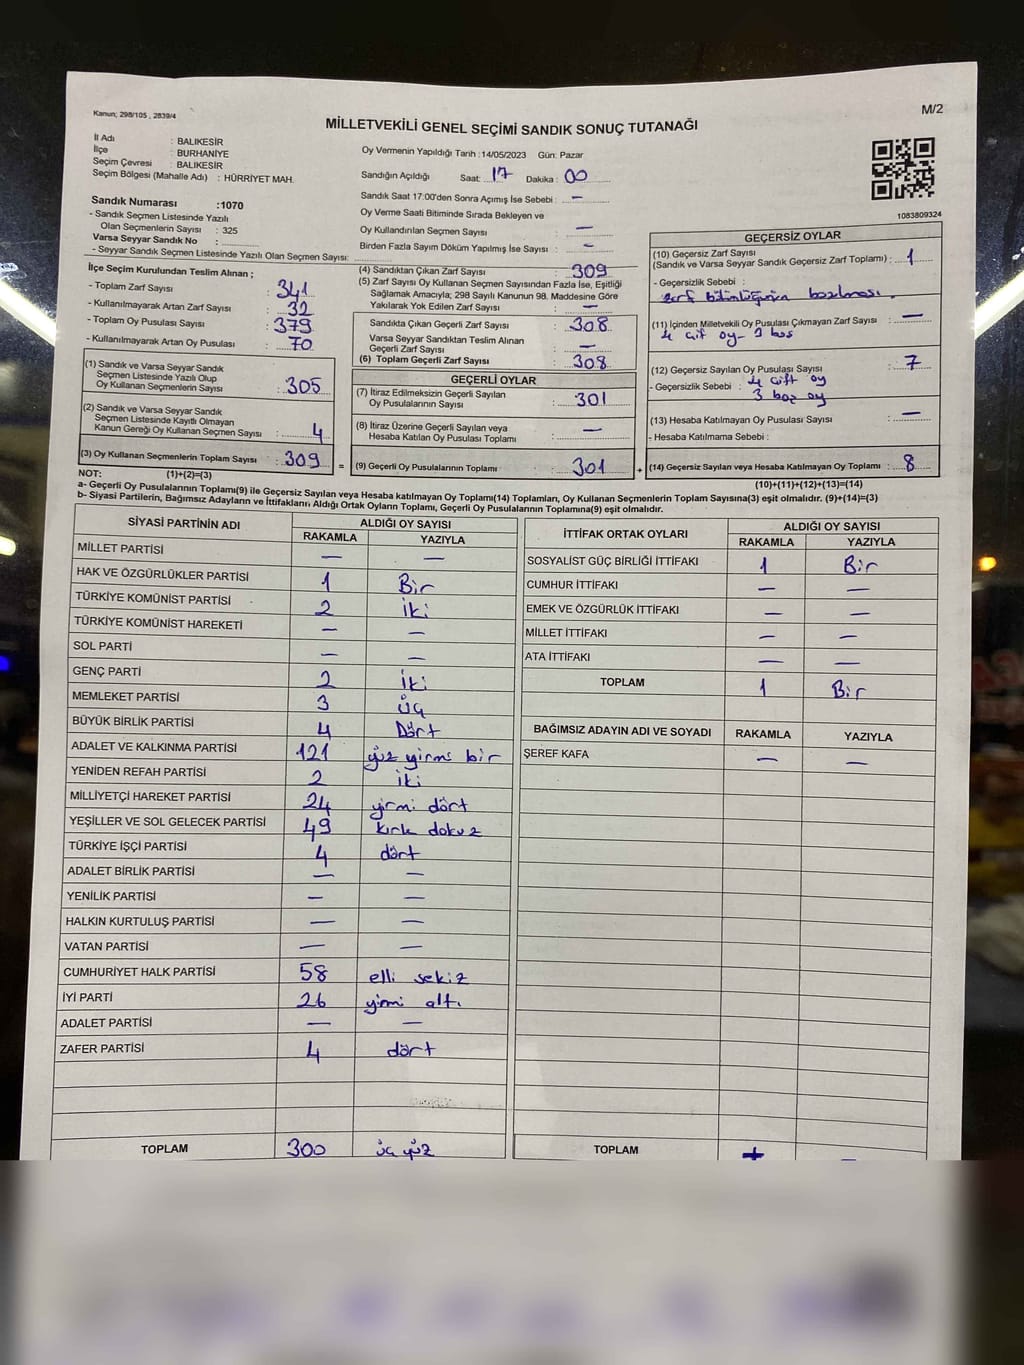 Kanun; 298/105 , 2839/4
M/2
MİLLETVEKİLİ GENEL SEÇİMİ SANDIK SONUÇ TUTANAĞI
İl Adı : BALIKESİR
İlçe : BURHANİYE
Seçim Çevresi : BALIKESİR
Seçim Bölgesi (Mahalle Adı) : HÜRRİYET MAH.
Sandık Numarası :1070
- Sandık Seçmen Listesinde Yazılı
Olan Seçmenlerin Sayısı : 325
Varsa Seyyar Sandık No :
- Seyyar Sandık Seçmen Listesinde Yazılı Olan Seçmen Sayısı:
Oy Vermenin Yapıldığı Tarih :14/05/2023 Gün: Pazar
Sandığın Açıldığı Saat: 17 Dakika : 00
Sandık Saat 17:00'den Sonra Açımış İse Sebebi : —
Oy Verme Saati Bitiminde Sırada Bekleyen ve
Oy Kullandırılan Seçmen Sayısı : —
Birden Fazla Sayım Döküm Yapılmış İse Sayısı : —
1083809324
İlçe Seçim Kurulundan Teslim Alınan ;
- Toplam Zarf Sayısı : 341
- Kullanılmayarak Artan Zarf Sayısı : 32
- Toplam Oy Pusulası Sayısı : 379
- Kullanılmayarak Artan Oy Pusulası : 70
(1) Sandık ve Varsa Seyyar Sandık
Seçmen Listesinde Yazılı Olup
Oy Kullanan Seçmenlerin Sayısı : 305
(2) Sandık ve Varsa Seyyar Sandık
Seçmen Listesinde Kayıtlı Olmayan
Kanun Gereği Oy Kullanan Seçmen Sayısı : 4
(3) Oy Kullanan Seçmenlerin Toplam Sayısı : 309
(4) Sandıktan Çıkan Zarf Sayısı : 309
(5) Zarf Sayısı Oy Kullanan Seçmen Sayısından Fazla İse, Eşitliği
Sağlamak Amacıyla; 298 Sayılı Kanunun 98. Maddesine Göre
Yakılarak Yok Edilen Zarf Sayısı : —
Sandıkta Çıkan Geçerli Zarf Sayısı : 308
Varsa Seyyar Sandıktan Teslim Alınan
Geçerli Zarf Sayısı : —
(6) Toplam Geçerli Zarf Sayısı : 308
GEÇERLİ OYLAR
(7) İtiraz Edilmeksizin Geçerli Sayılan
Oy Pusulalarının Sayısı : 301
(8) İtiraz Üzerine Geçerli Sayılan veya
Hesaba Katılan Oy Pusulası Toplamı : —
= (9) Geçerli Oy Pusulalarının Toplamı : 301
GEÇERSİZ OYLAR
(10) Geçersiz Zarf Sayısı
(Sandık ve Varsa Seyyar Sandık Geçersiz Zarf Toplamı) : 1
- Geçersizlik Sebebi :
zarf bütünlüğünün bozulması.
(11) İçinden Milletvekili Oy Pusulası Çıkmayan Zarf Sayısı : —
4 çift oy - 3 boş
(12) Geçersiz Sayılan Oy Pusulası Sayısı : 7
- Geçersizlik Sebebi : 4 çift oy
3 boş oy
(13) Hesaba Katılmayan Oy Pusulası Sayısı : —
- Hesaba Katılmama Sebebi :
+ (14) Geçersiz Sayılan veya Hesaba Katılmayan Oy Toplamı : 8
NOT: (1)+(2)=(3)
(10)+(11)+(12)+(13)=(14)
a- Geçerli Oy Pusulalarının Toplamı(9) ile Geçersiz Sayılan veya Hesaba katılmayan Oy Toplamı(14) Toplamları, Oy Kullanan Seçmenlerin Toplam Sayısına(3) eşit olmalıdır. (9)+(14)=(3)
b- Siyasi Partilerin, Bağımsız Adayların ve İttifakların Aldığı Ortak Oyların Toplamı, Geçerli Oy Pusulalarının Toplamına(9) eşit olmalıdır.
SİYASİ PARTİNİN ADI ALDIĞI OY SAYISI
RAKAMLA YAZIYLA
MİLLET PARTİSİ — —
HAK VE ÖZGÜRLÜKLER PARTİSİ 1 Bir
TÜRKİYE KOMÜNİST PARTİSİ 2 iki
TÜRKİYE KOMÜNİST HAREKETİ — —
SOL PARTİ — —
GENÇ PARTİ 2 iki
MEMLEKET PARTİSİ 3 üç
BÜYÜK BİRLİK PARTİSİ 4 Dört
ADALET VE KALKINMA PARTİSİ 121 yüz yirmi bir
YENİDEN REFAH PARTİSİ 2 iki
MİLLİYETÇİ HAREKET PARTİSİ 24 yirmi dört
YEŞİLLER VE SOL GELECEK PARTİSİ 49 kırk dokuz
TÜRKİYE İŞÇİ PARTİSİ 4 dört
ADALET BİRLİK PARTİSİ — —
YENİLİK PARTİSİ — —
HALKIN KURTULUŞ PARTİSİ — —
VATAN PARTİSİ — —
CUMHURİYET HALK PARTİSİ 58 elli sekiz
İYİ PARTİ 26 yirmi altı
ADALET PARTİSİ — —
ZAFER PARTİSİ 4 dört
TOPLAM 300 üç yüz
İTTİFAK ORTAK OYLARI ALDIĞI OY SAYISI
RAKAMLA YAZIYLA
SOSYALİST GÜÇ BİRLİĞİ İTTİFAKI 1 Bir
CUMHUR İTTİFAKI — —
EMEK VE ÖZGÜRLÜK İTTİFAKI — —
MİLLET İTTİFAKI — —
ATA İTTİFAKI — —
TOPLAM 1 Bir
BAĞIMSIZ ADAYIN ADI VE SOYADI RAKAMLA YAZIYLA
ŞEREF KAFA — —
TOPLAM —